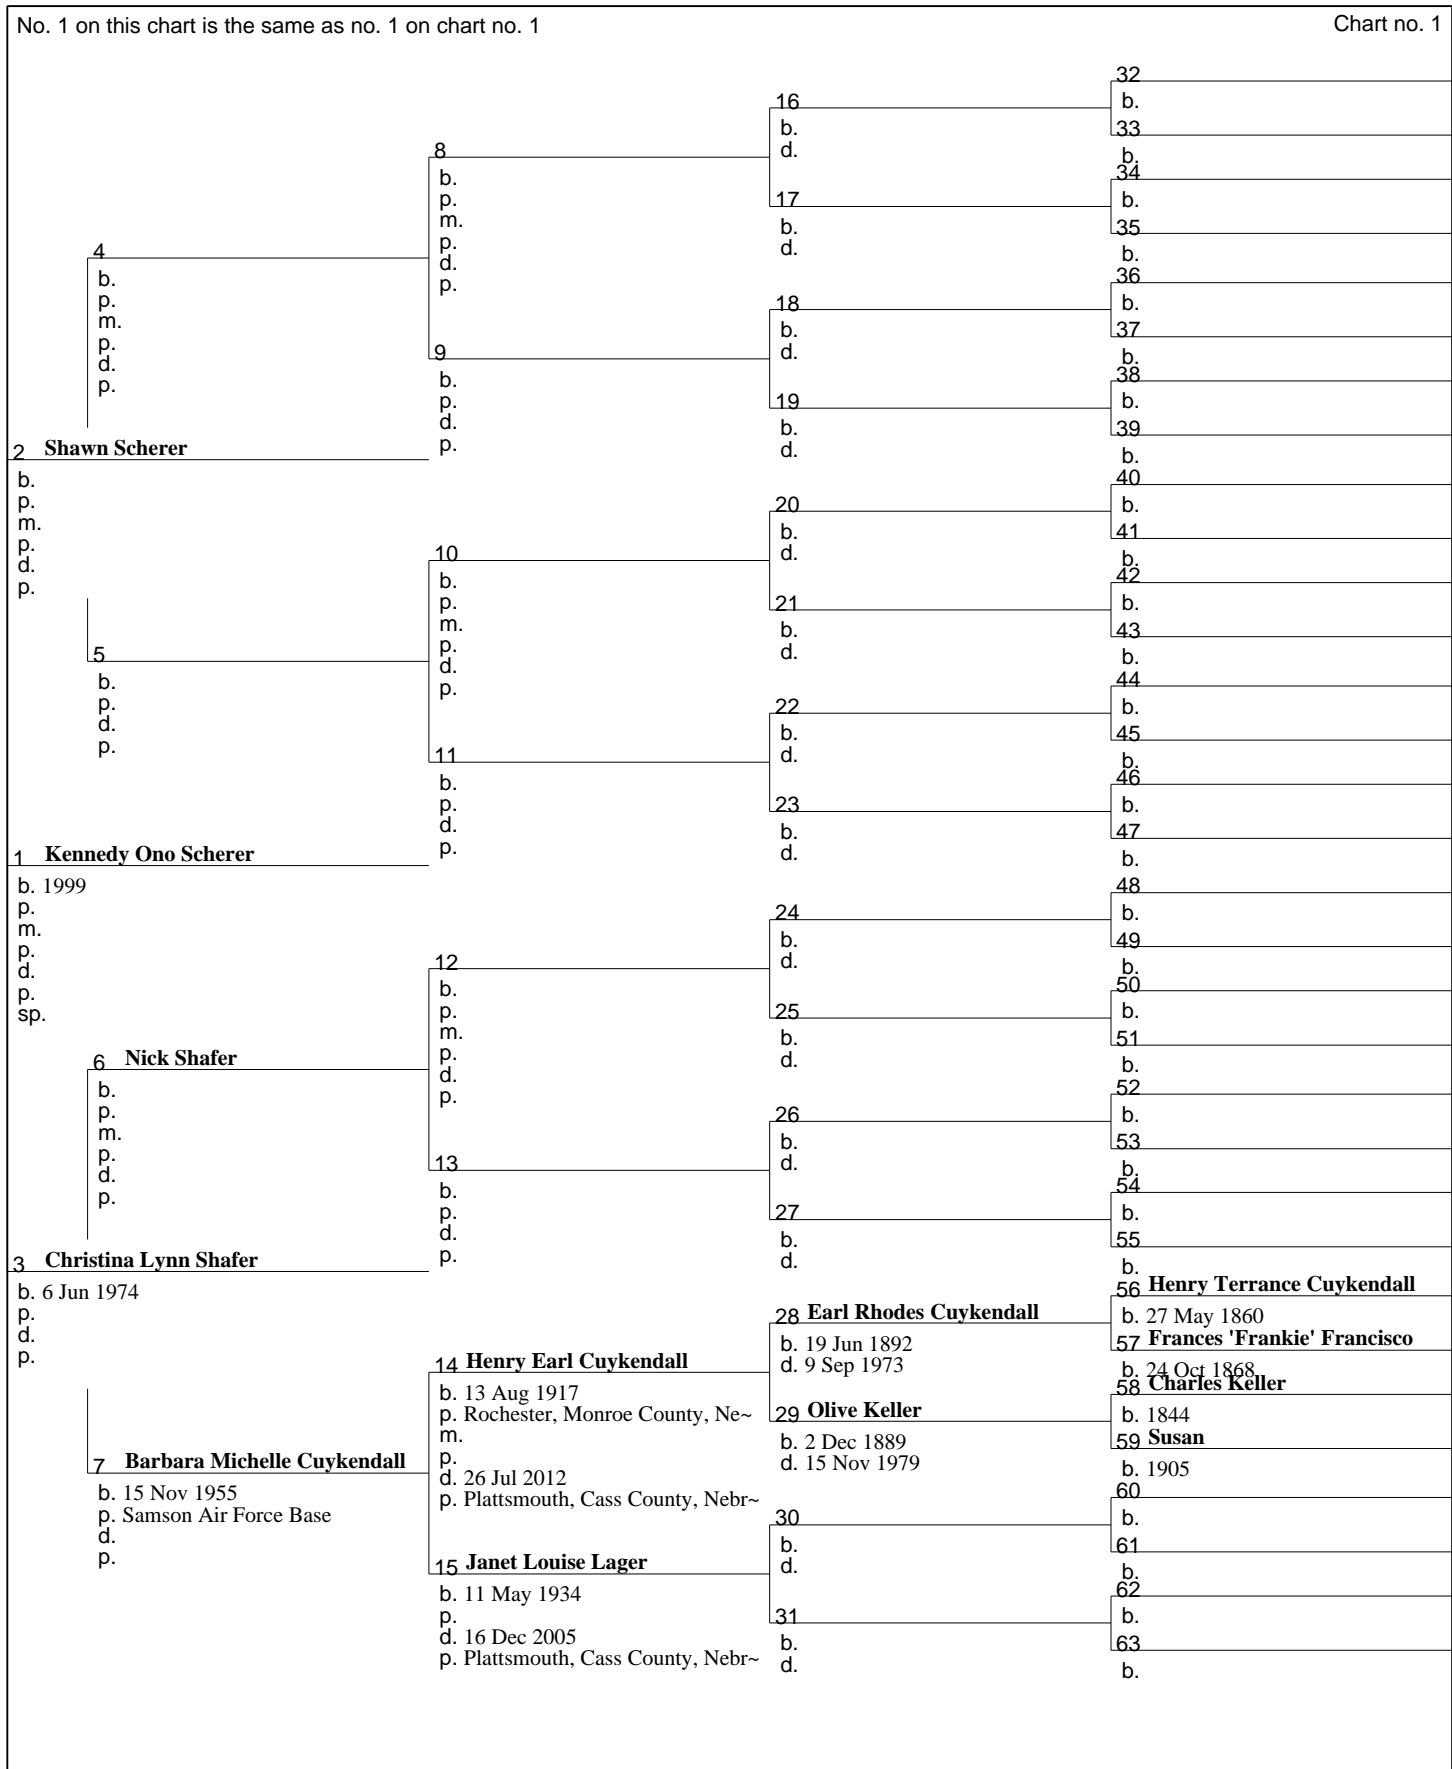 No. 1 on this chart is the same as no. 1 on chart no. 1
Chart no. 1
2 Shawn Scherer
b.
p.
m.
p.
d.
p.
1 Kennedy Ono Scherer
b. 1999
p.
m.
p.
d.
p.
sp.
3 Christina Lynn Shafer
b. 6 Jun 1974
p.
d.
p.
4
b.
p.
m.
p.
d.
p.
5
b.
p.
d.
p.
6 Nick Shafer
b.
p.
m.
p.
d.
p.
7 Barbara Michelle Cuykendall
b. 15 Nov 1955
p. Samson Air Force Base
d.
p.
8
b.
p.
m.
p.
d.
p.
9
b.
p.
d.
p.
10
b.
p.
m.
p.
d.
p.
11
b.
p.
d.
p.
12
b.
p.
m.
p.
d.
p.
13
b.
p.
d.
p.
14 Henry Earl Cuykendall
b. 13 Aug 1917
p. Rochester, Monroe County, Ne~
m.
p.
d. 26 Jul 2012
p. Plattsmouth, Cass County, Nebr~
15 Janet Louise Lager
b. 11 May 1934
p.
d. 16 Dec 2005
p. Plattsmouth, Cass County, Nebr~
16
b.
d.
17
b.
d.
18
b.
d.
19
b.
d.
20
b.
d.
21
b.
d.
22
b.
d.
23
b.
d.
24
b.
d.
25
b.
d.
26
b.
d.
27
b.
d.
28 Earl Rhodes Cuykendall
b. 19 Jun 1892
d. 9 Sep 1973
29 Olive Keller
b. 2 Dec 1889
d. 15 Nov 1979
30
b.
d.
31
b.
d.
32
b.
33
b.
34
b.
35
b.
36
b.
37
b.
38
b.
39
b.
40
b.
41
b.
42
b.
43
b.
44
b.
45
b.
46
b.
47
b.
48
b.
49
b.
50
b.
51
b.
52
b.
53
b.
54
b.
55
b.
56 Henry Terrance Cuykendall
b. 27 May 1860
57 Frances 'Frankie' Francisco
b. 24 Oct 1868
58 Charles Keller
b. 1844
59 Susan
b. 1905
60
b.
61
b.
62
b.
63
b.